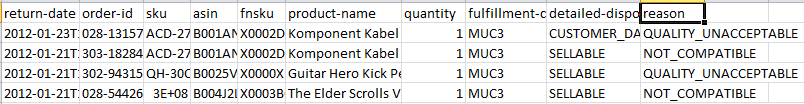 return-date order-id sku asin fnsku product-name quantity fulfillment-c detailed-dispo reason
2012-01-23T 028-13157 ACD-27 B001AN X0002D Komponent Kabel 1 MUC3 CUSTOMER_DA QUALITY_UNACCEPTABLE
2012-01-21T 303-18284 ACD-27 B001AN X0002D Komponent Kabel 1 MUC3 SELLABLE NOT_COMPATIBLE
2012-01-21T 302-94315 QH-30C B0025V X0000X Guitar Hero Kick Pe 1 MUC3 SELLABLE QUALITY_UNACCEPTABLE
2012-01-21T 028-54426 3E+08 B004J2L X0003B The Elder Scrolls V 1 MUC3 SELLABLE NOT_COMPATIBLE